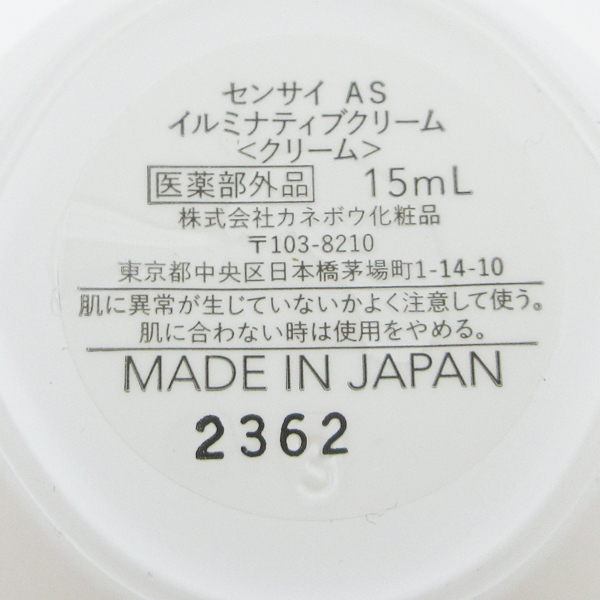 センサイ AS
イルミナティブクリーム
<クリーム>
医薬部外品 15mL
株式会社カネボウ化粧品
〒103-8210
東京都中央区日本橋茅場町1-14-10
肌に異常が生じていないかよく注意して使う。
肌に合わない時は使用をやめる。
MADE IN JAPAN
2362